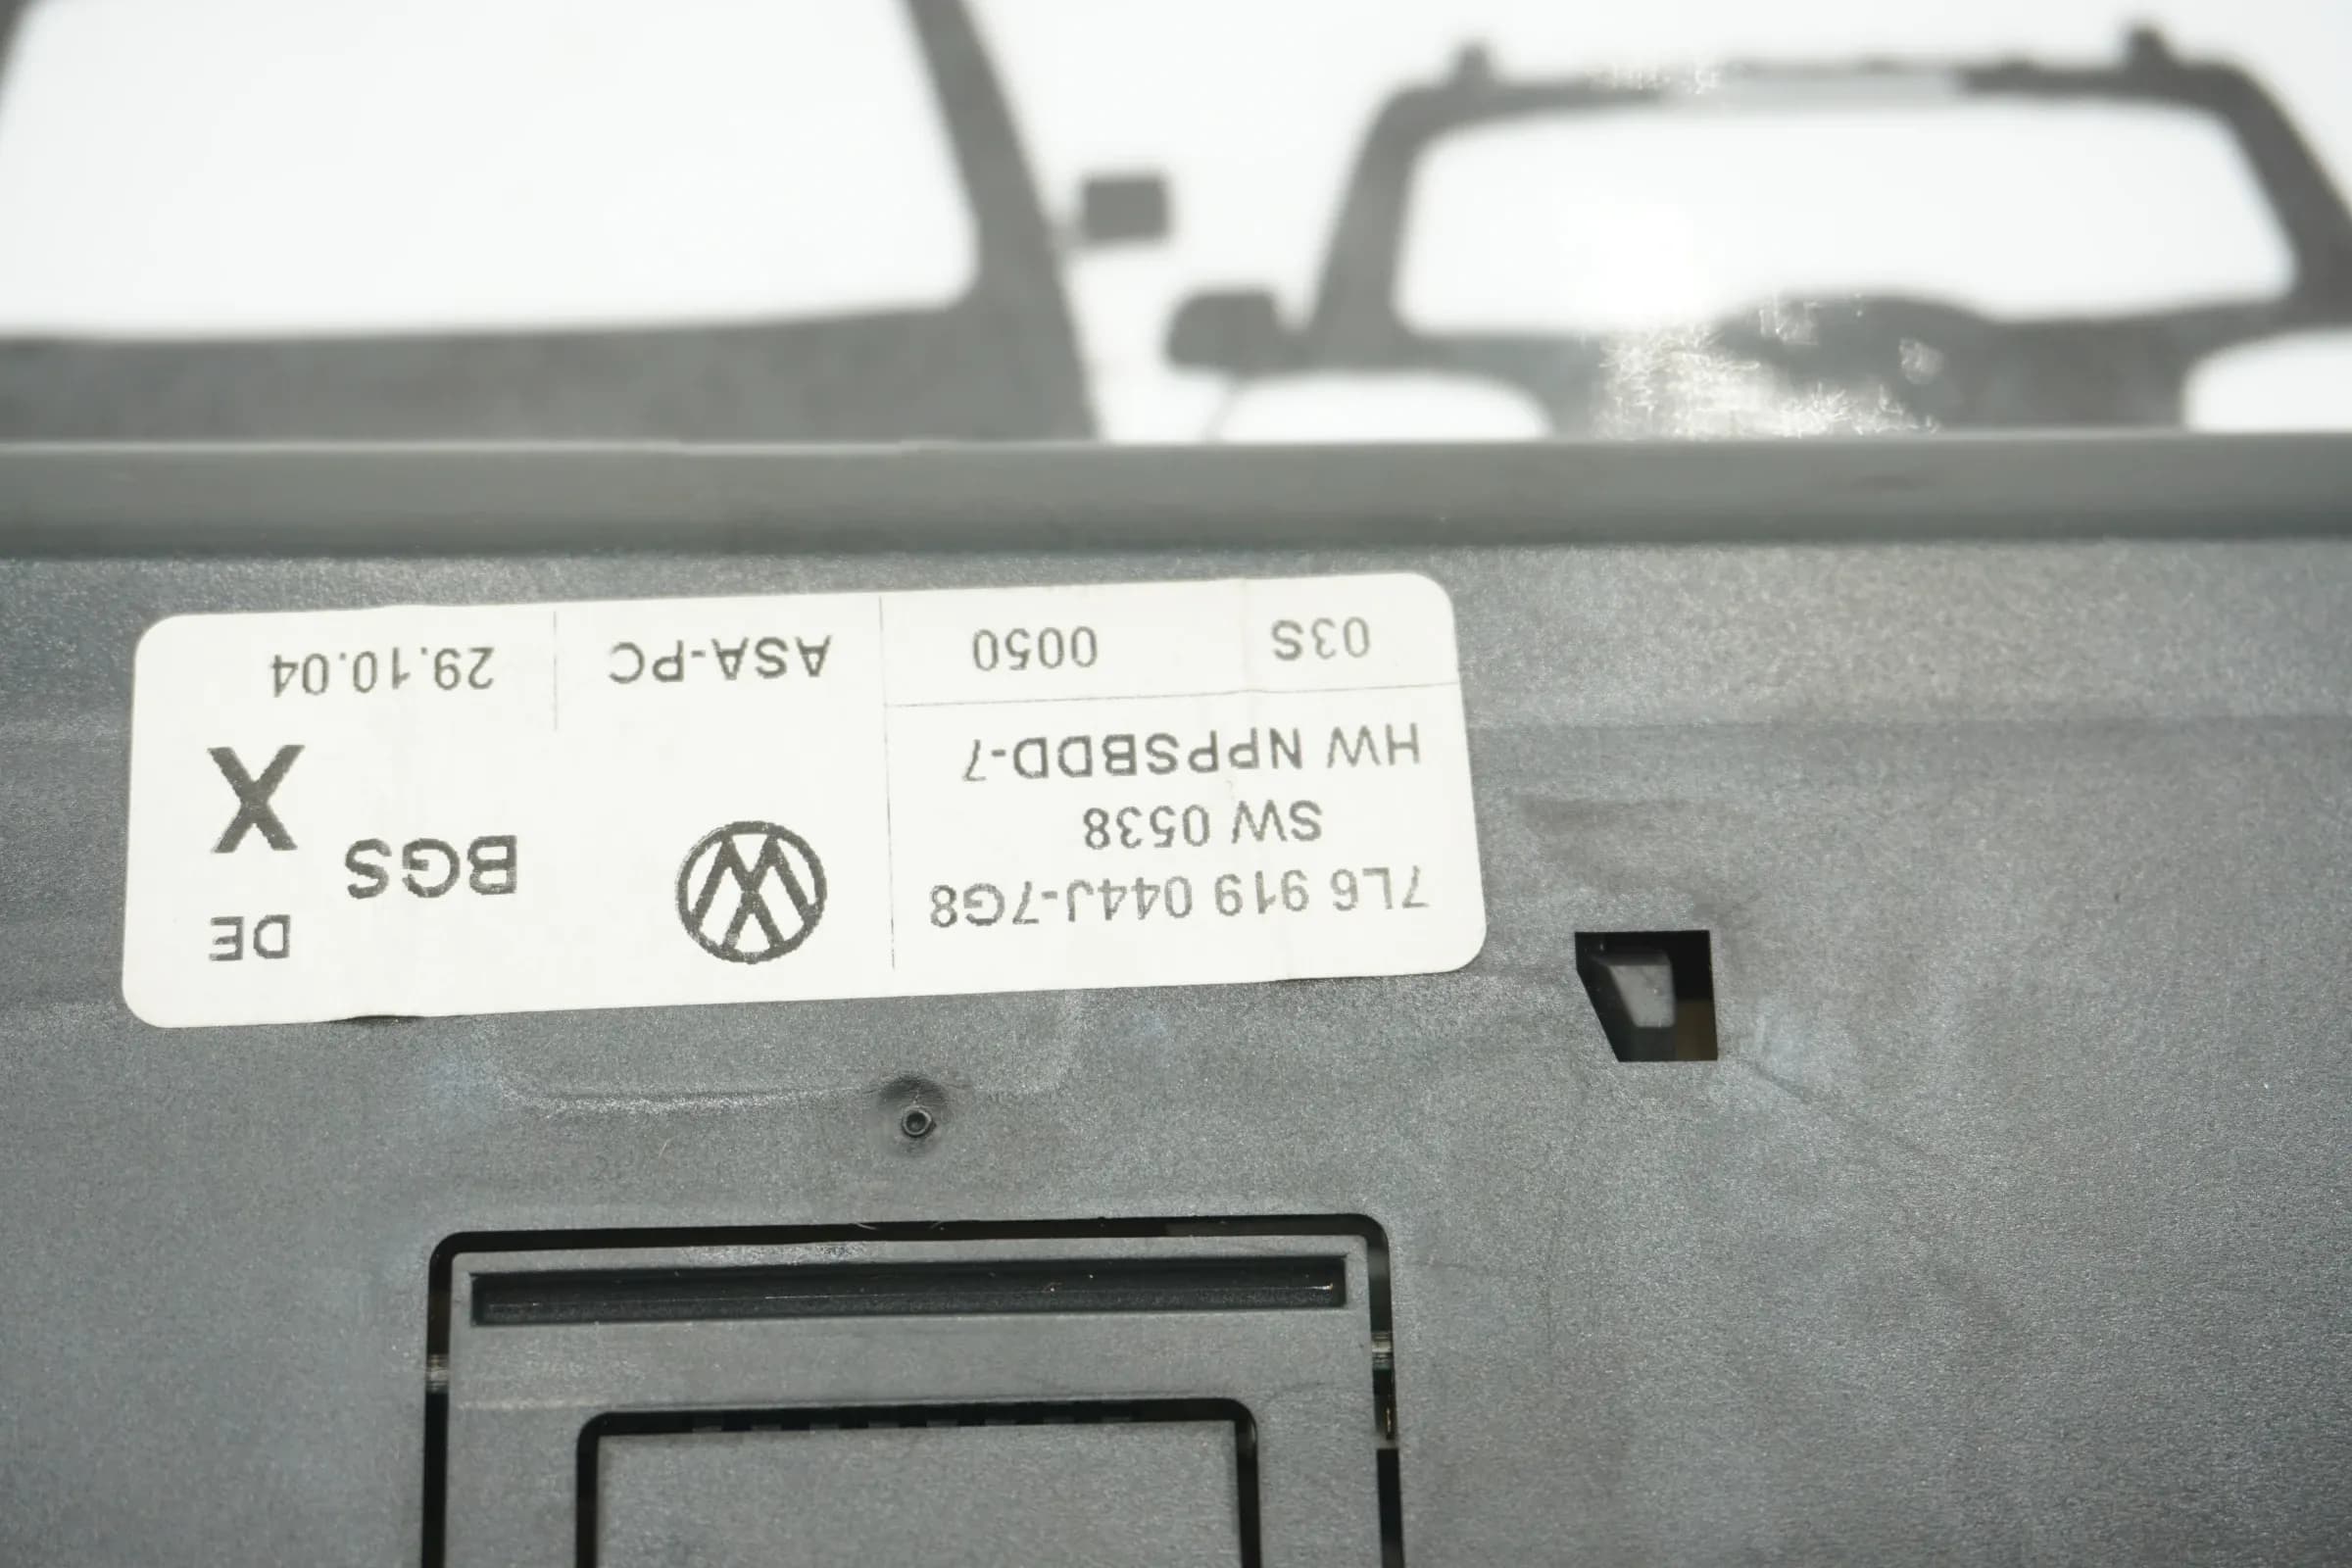 7L6 919 044J-7G8
SW 0538
HW NPPSBDD-7
03S 0050
BGS
DE
X
ASA-PC 29.10.04